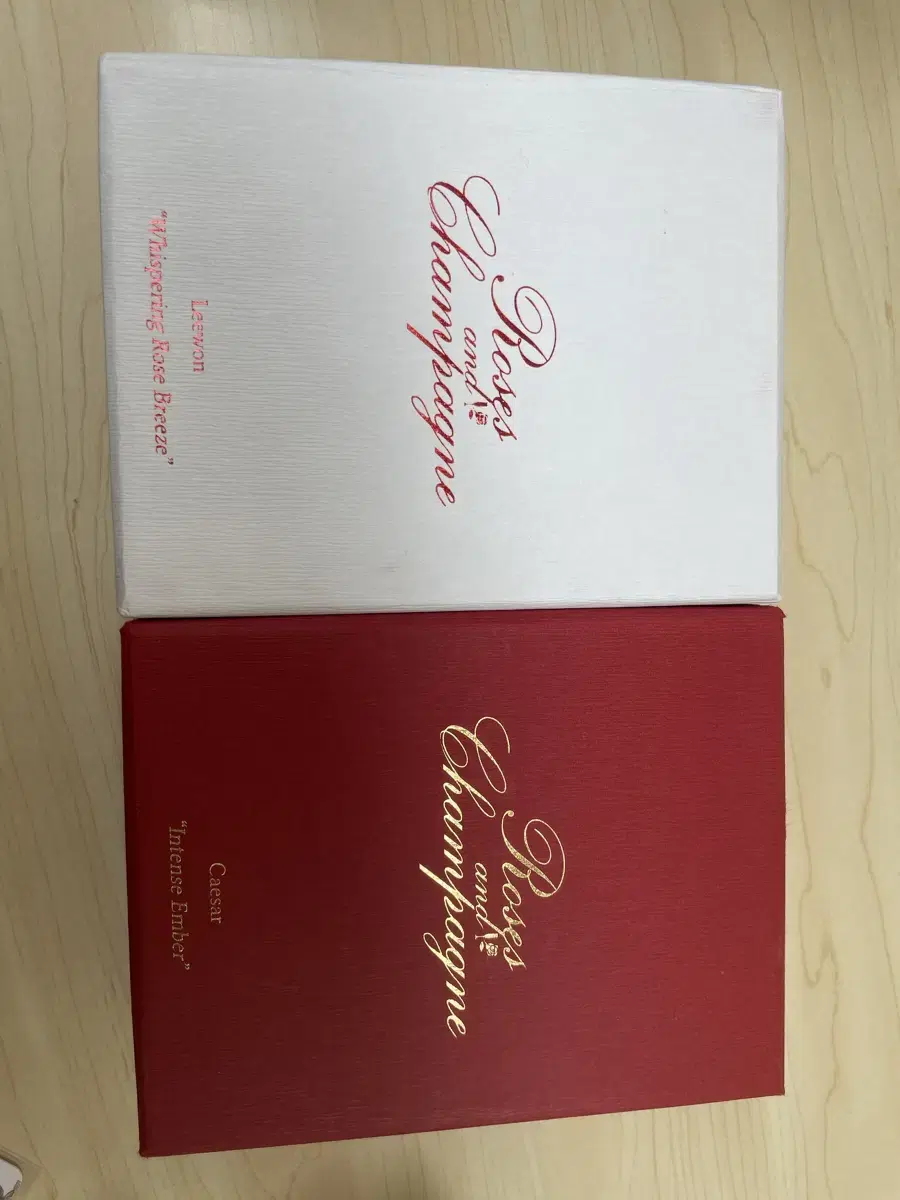 Roses
and
Champagne
Leewon
“Whispering Rose Breeze”
Roses
and
Champagne
Caesar
“Intense Ember”